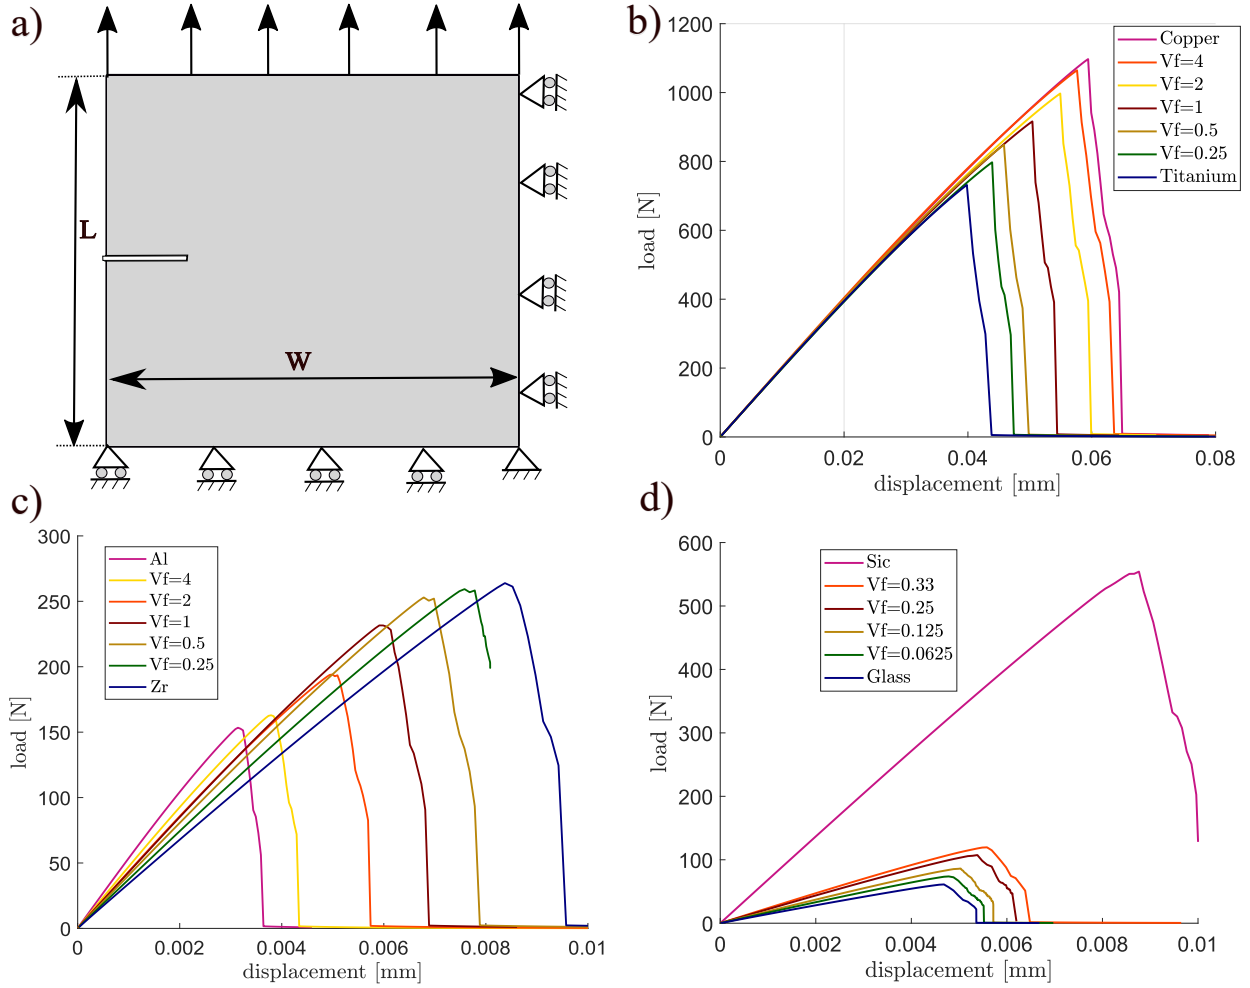 a)
L
W
b)
1200
1000
800
600
400
200
0
load [N]
Copper
Vf=4
Vf=2
Vf=1
Vf=0.5
Vf=0.25
Titanium
0
0.02
0.04
0.06
0.08
displacement [mm]
c)
300
250
200
150
100
50
0
load [N]
Al
Vf=4
Vf=2
Vf=1
Vf=0.5
Vf=0.25
Zr
0
0.002
0.004
0.006
0.008
0.01
displacement [mm]
d)
600
500
400
300
200
100
0
load [N]
Sic
Vf=0.33
Vf=0.25
Vf=0.125
Vf=0.0625
Glass
0
0.002
0.004
0.006
0.008
0.01
displacement [mm]